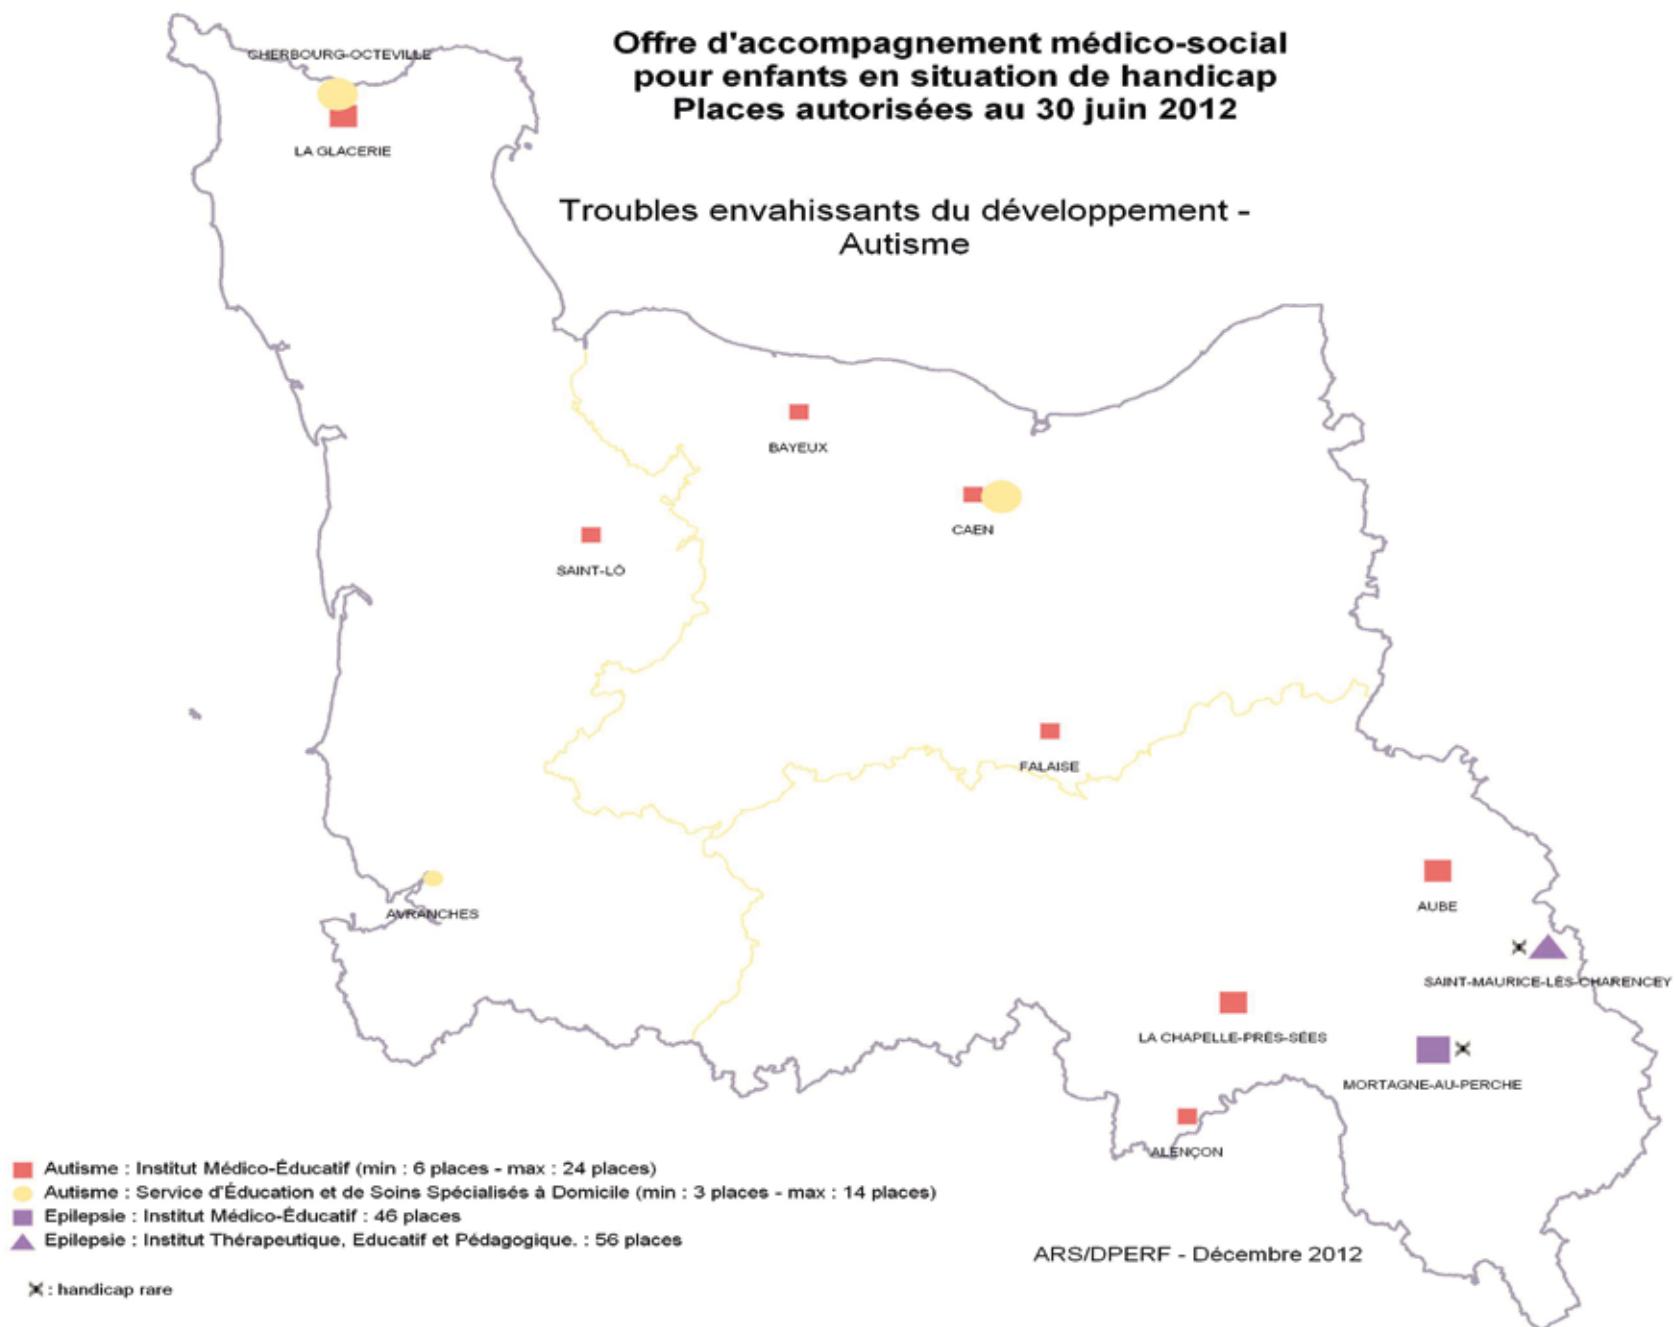 Offre d'accompagnement médico-social
pour enfants en situation de handicap
Places autorisées au 30 juin 2012
Troubles envahissants du développement -
Autisme
CHERBOURG-OCTEVILLE
LA GLACERIE
BAYEUX
CAEN
SAINT-LÔ
FALAISE
AVRANCHES
AUBE
SAINT-MAURICE-LÈS-CHARENCEY
LA CHAPELLE-PRÈS-SÉES
MORTAGNE-AU-PERCHE
ALENÇON
Autisme : Institut Médico-Éducatif (min : 6 places - max : 24 places)
Autisme : Service d'Éducation et de Soins Spécialisés à Domicile (min : 3 places - max : 14 places)
Epilepsie : Institut Médico-Éducatif : 46 places
Epilepsie : Institut Thérapeutique, Educatif et Pédagogique. : 56 places
ARS/DPERF - Décembre 2012
: handicap rare